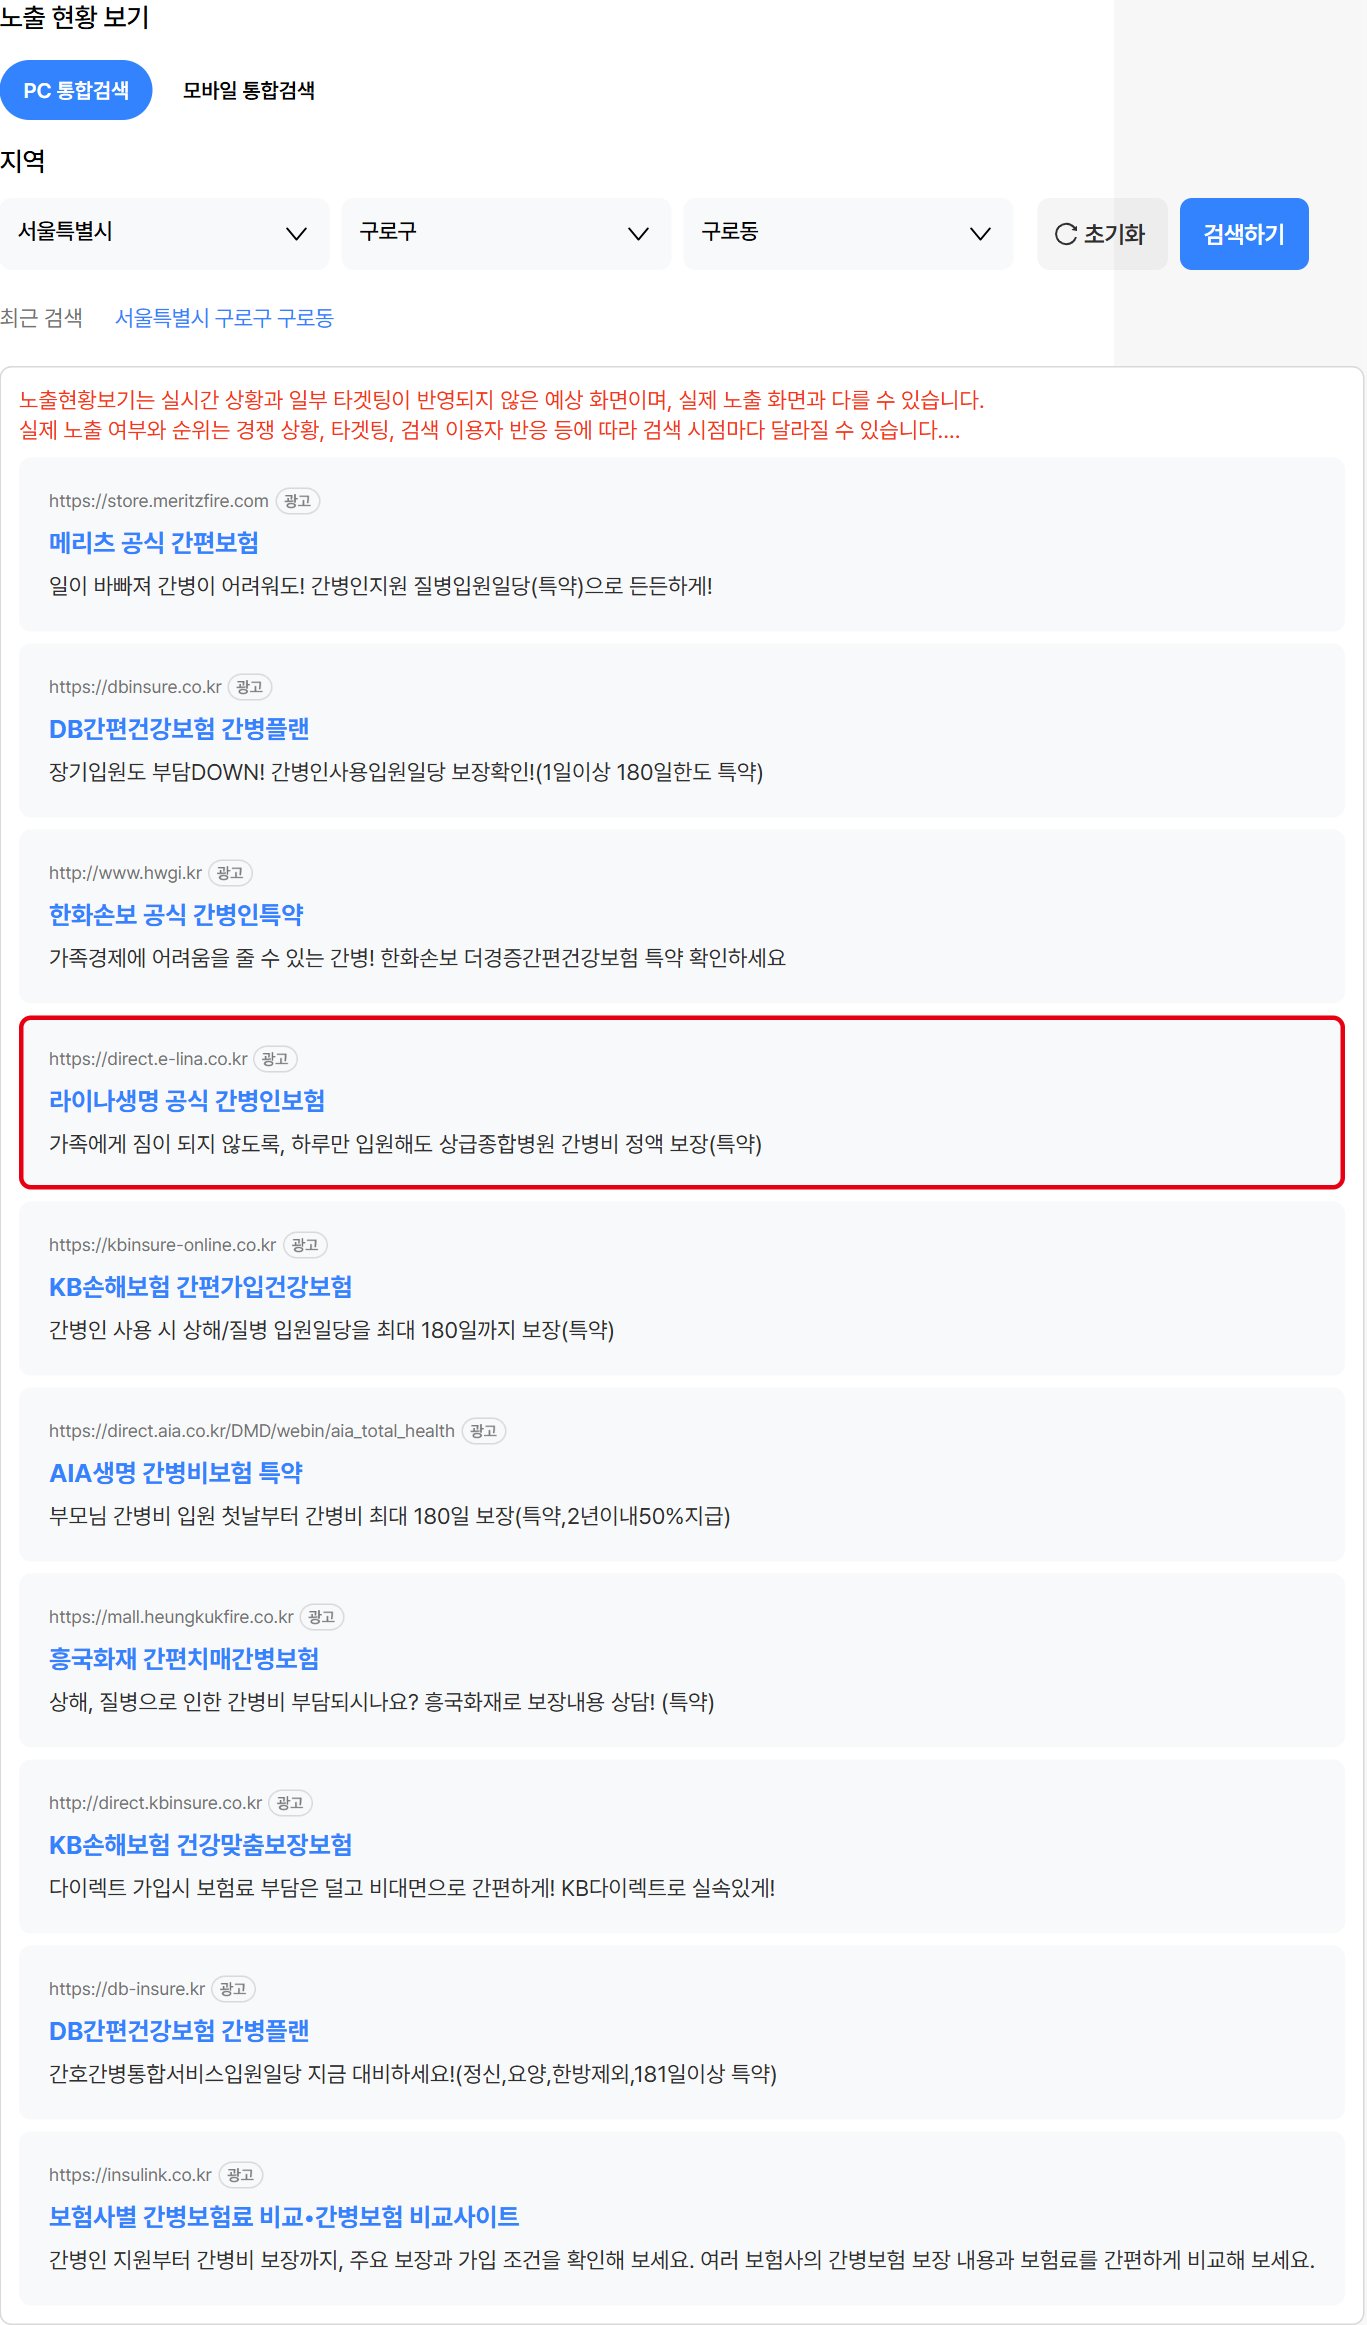 노출 현황 보기
PC 통합검색 모바일 통합검색
지역
서울특별시 구로구 구로동 초기화 검색하기
최근 검색 서울특별시 구로구 구로동
노출현황보기는 실시간 상황과 일부 타겟팅이 반영되지 않은 예상 화면이며, 실제 노출 화면과 다를 수 있습니다.
실제 노출 여부와 순위는 경쟁 상황, 타겟팅, 검색 이용자 반응 등에 따라 검색 시점마다 달라질 수 있습니다....
https://store.meritzfire.com 광고
메리츠 공식 간편보험
일이 바빠져 간병이 어려워도! 간병인지원 질병입원일당(특약)으로 든든하게!
https://dbinsure.co.kr 광고
DB간편건강보험 간병플랜
장기입원도 부담DOWN! 간병인사용입원일당 보장확인!(1일이상 180일한도 특약)
http://www.hwgi.kr 광고
한화손보 공식 간병인특약
가족경제에 어려움을 줄 수 있는 간병! 한화손보 더경증간편건강보험 특약 확인하세요
https://direct.e-lina.co.kr 광고
라이나생명 공식 간병인보험
가족에게 짐이 되지 않도록, 하루만 입원해도 상급종합병원 간병비 정액 보장(특약)
https://kbinsure-online.co.kr 광고
KB손해보험 간편가입건강보험
간병인 사용 시 상해/질병 입원일당을 최대 180일까지 보장(특약)
https://direct.aia.co.kr/DMD/webin/aia_total_health 광고
AIA생명 간병비보험 특약
부모님 간병비 입원 첫날부터 간병비 최대 180일 보장(특약,2년이내50%지급)
https://mall.heungkukfire.co.kr 광고
흥국화재 간편치매간병보험
상해, 질병으로 인한 간병비 부담되시나요? 흥국화재로 보장내용 상담! (특약)
http://direct.kbinsure.co.kr 광고
KB손해보험 건강맞춤보장보험
다이렉트 가입시 보험료 부담은 덜고 비대면으로 간편하게! KB다이렉트로 실속있게!
https://db-insure.kr 광고
DB간편건강보험 간병플랜
간호간병통합서비스입원일당 지금 대비하세요!(정신,요양,한방제외,181일이상 특약)
https://insulink.co.kr 광고
보험사별 간병보험료 비교•간병보험 비교사이트
간병인 지원부터 간병비 보장까지, 주요 보장과 가입 조건을 확인해 보세요. 여러 보험사의 간병보험 보장 내용과 보험료를 간편하게 비교해 보세요.